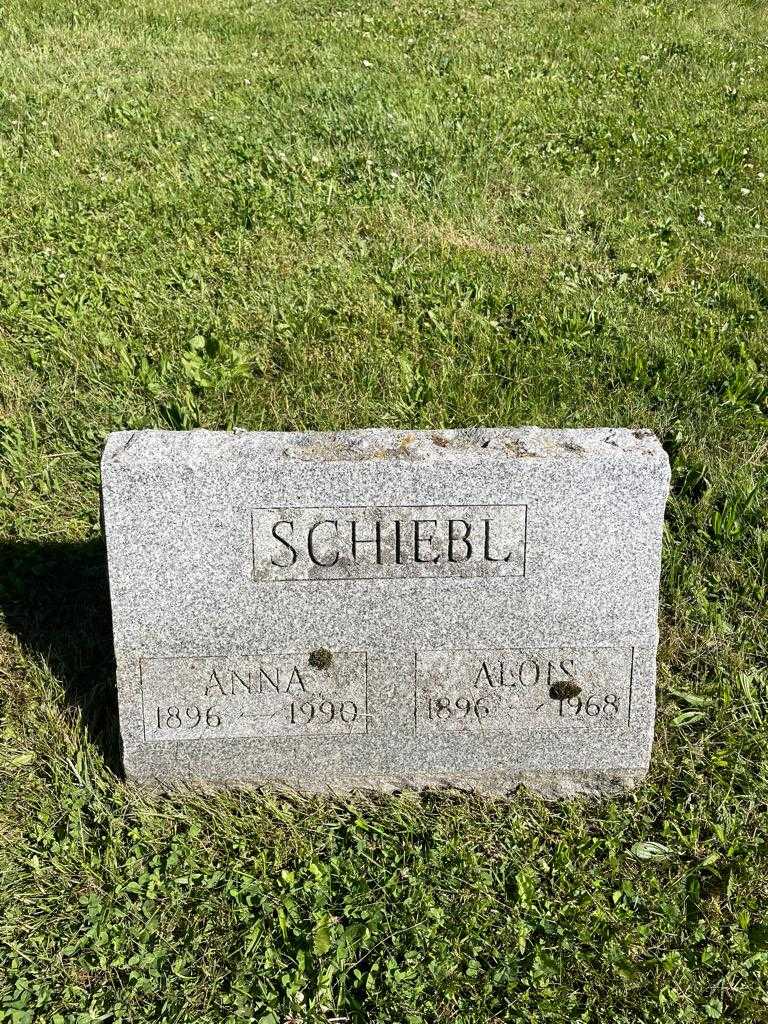 SCHIEBL
ANNA
1896 — 1990
ALOIS
1896 — 1968